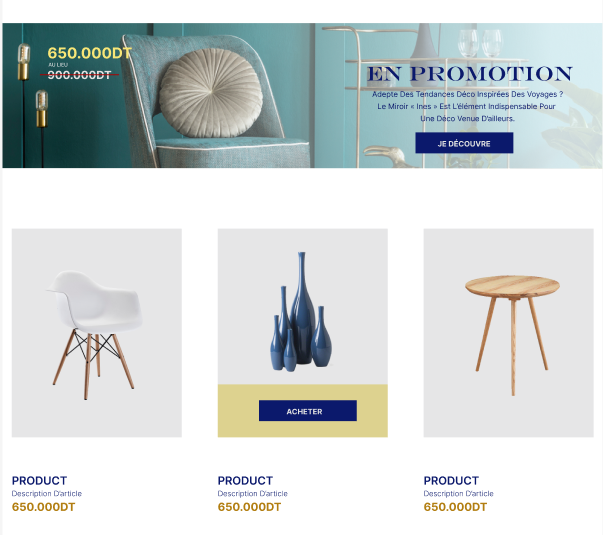 650.000DT
AU LIEU
900.000DT
EN PROMOTION
Adepte Des Tendances Déco Inspirées Des Voyages ?
Le Miroir « Ines » Est L'Élément Indispensable Pour
Une Déco Venue D'ailleurs.
JE DÉCOUVRE
ACHETER
PRODUCT
Description D'article
650.000DT
PRODUCT
Description D'article
650.000DT
PRODUCT
Description D'article
650.000DT